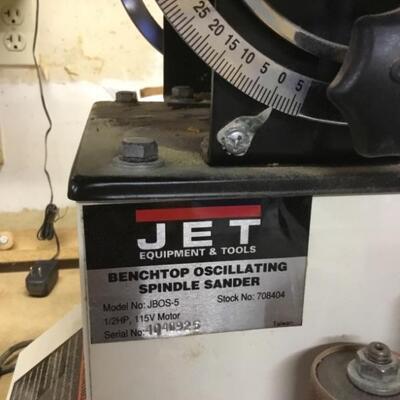 25 20 15 10 5 0 5
JET
EQUIPMENT & TOOLS
BENCHTOP OSCILLATING
SPINDLE SANDER
Model No: JBOS-5 Stock No: 708404
1/2HP, 115V Motor
Serial No: Taiwan